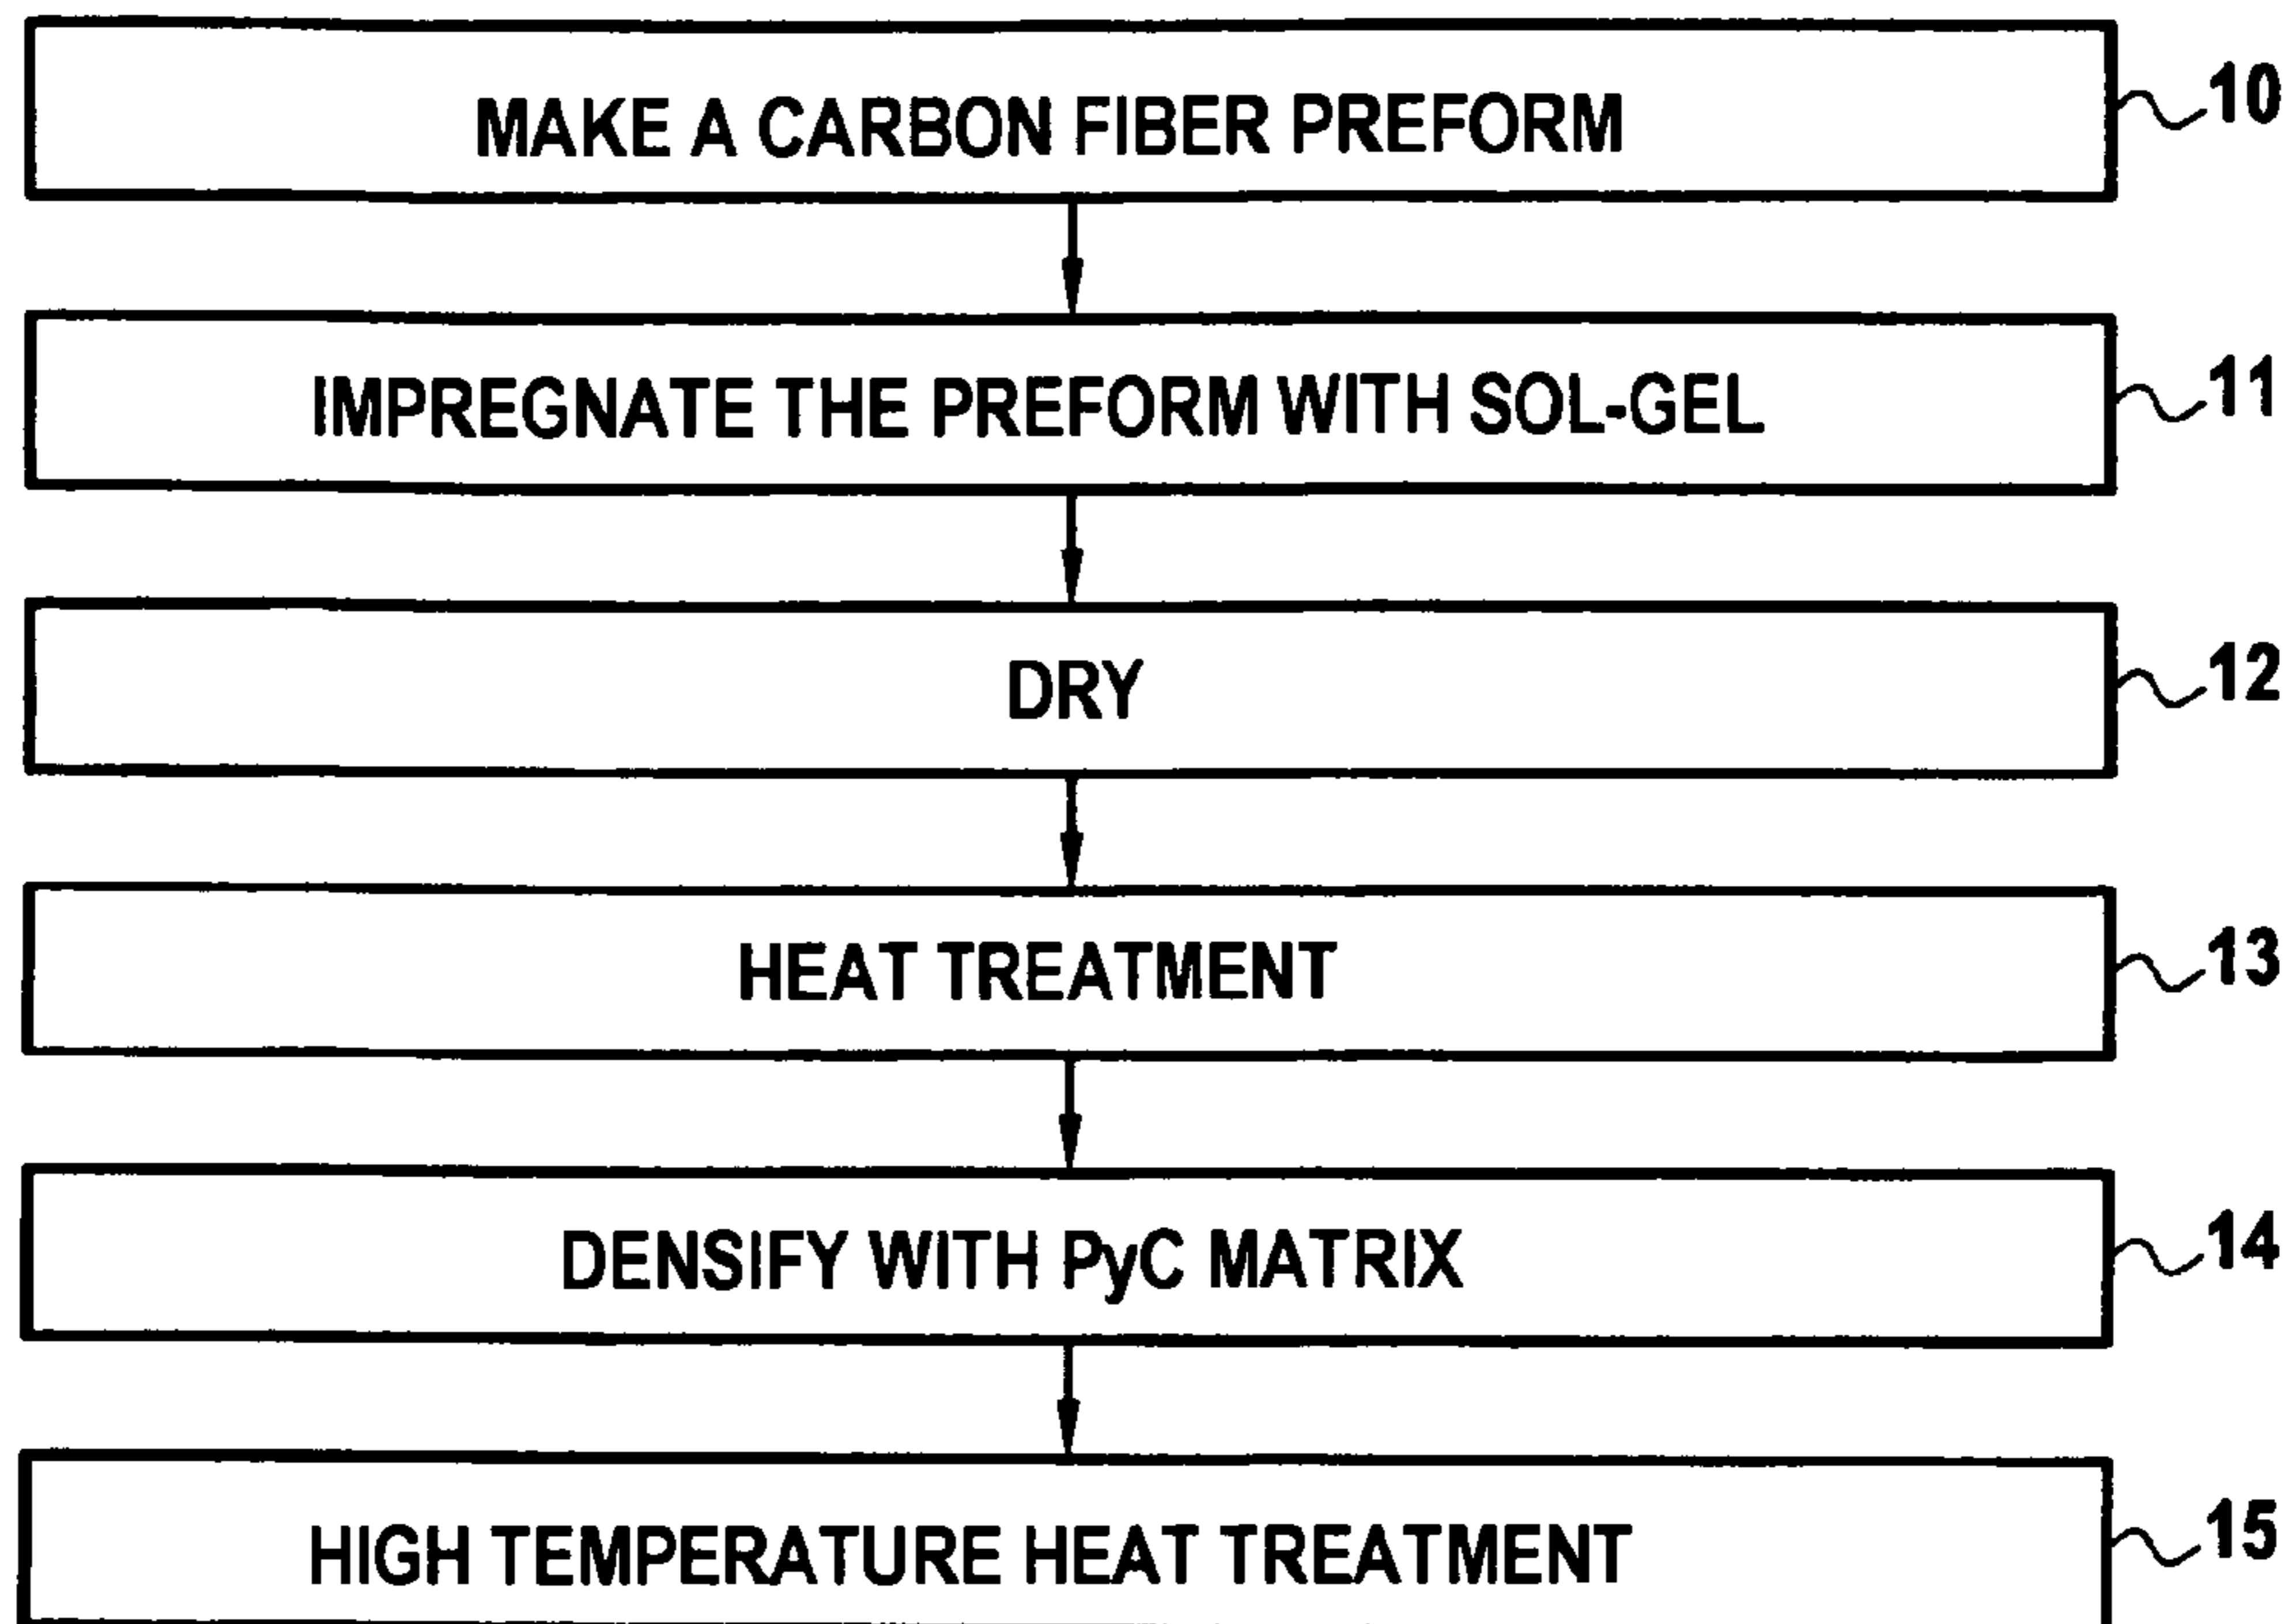 MAKE A CARBON FIBER PREFORM 10
IMPREGNATE THE PREFORM WITH SOL-GEL 11
DRY 12
HEAT TREATMENT 13
DENSIFY WITH PyC MATRIX 14
HIGH TEMPERATURE HEAT TREATMENT 15